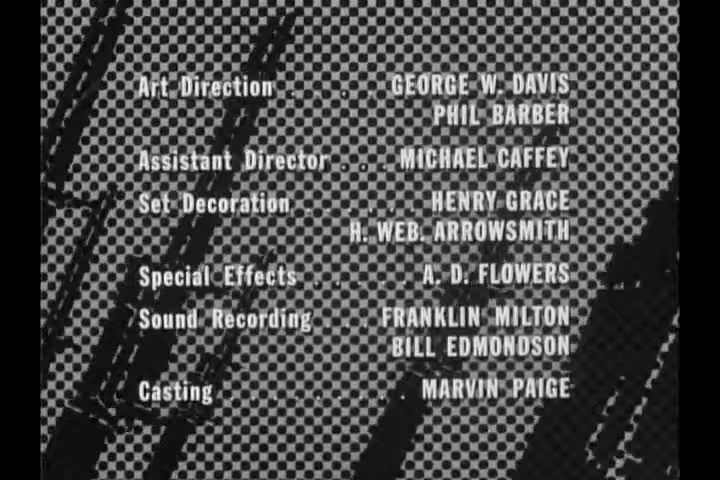 Art Direction . . . . GEORGE W. DAVIS
PHIL BARBER
Assistant Director . . . MICHAEL CAFFEY
Set Decoration . . . . . . HENRY GRACE
H. WEB. ARROWSMITH
Special Effects . . . . . A. D. FLOWERS
Sound Recording . . . FRANKLIN MILTON
BILL EDMONDSON
Casting . . . . . . . . . MARVIN PAIGE